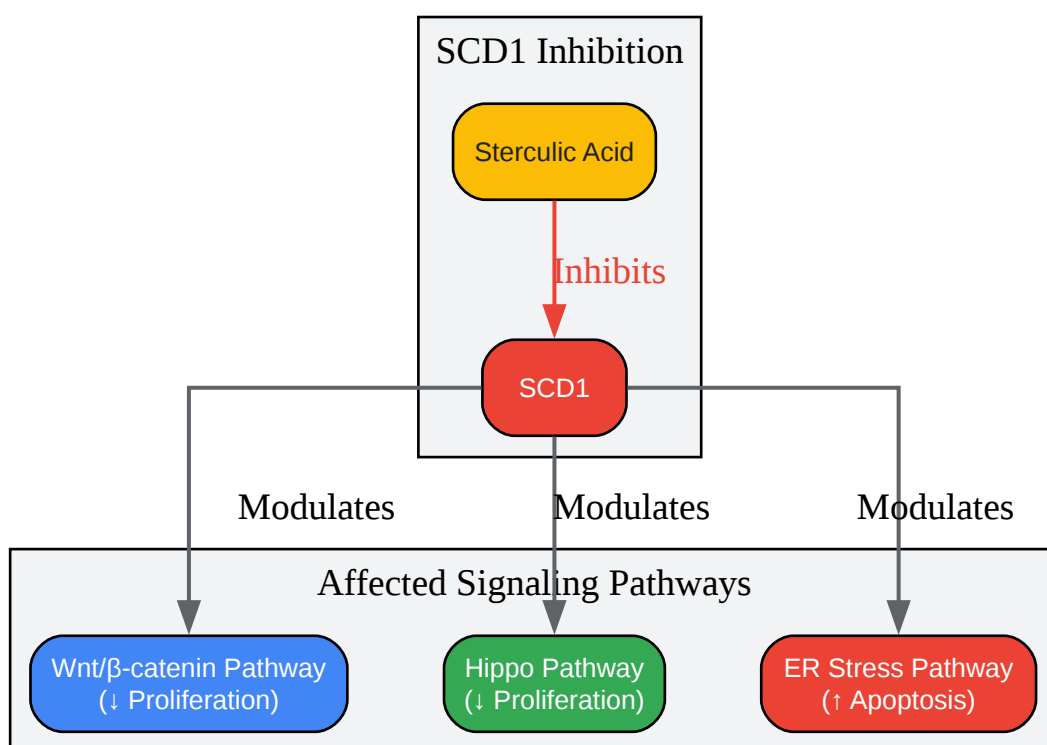 SCD1 Inhibition
Sterculic Acid
Inhibits
SCD1
Modulates
Modulates
Modulates
Affected Signaling Pathways
Wnt/β-catenin Pathway
(↓ Proliferation)
Hippo Pathway
(↓ Proliferation)
ER Stress Pathway
(↑ Apoptosis)